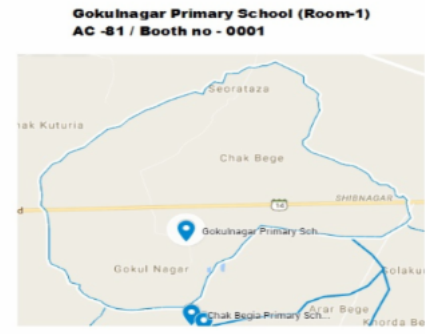 Gokulnagar Primary School (Room-1)
AC -81 / Booth no - 0001
Seorataza
hak Kuturia
Chak Bege
SHIBNAGAR
14
d
Gokulnagar Primary Sch...
Gokul Nagar
Golaku
Arar Bege
Chak Begia Primary Sch...
Khorda Be